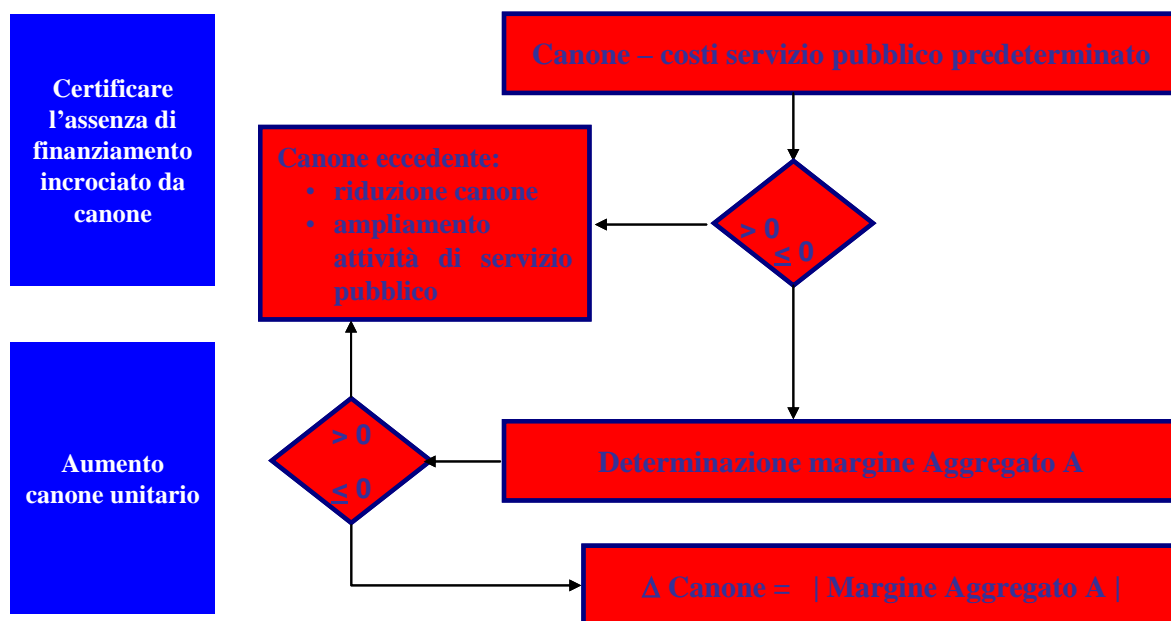 Certificare
l’assenza di
finanziamento
incrociato da
canone
Canone – costi servizio pubblico predeterminato
Canone eccedente:
• riduzione canone
• ampliamento
attività di servizio
pubblico
> 0
≤ 0
Aumento
canone unitario
> 0
≤ 0
Determinazione margine Aggregato A
Δ Canone = | Margine Aggregato A |